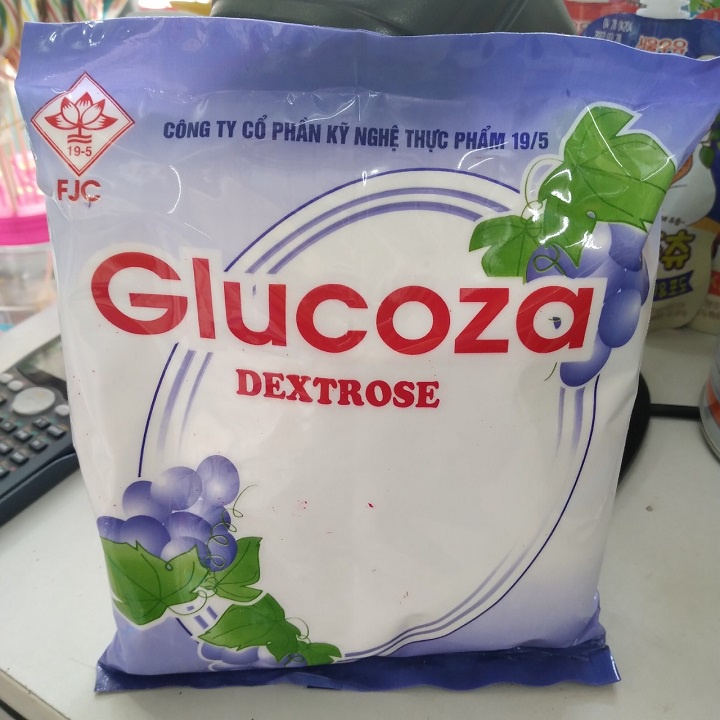 CÔNG TY CỔ PHẦN KỸ NGHỆ THỰC PHẨM 19/5
19-5
FJC
Glucoza
DEXTROSE